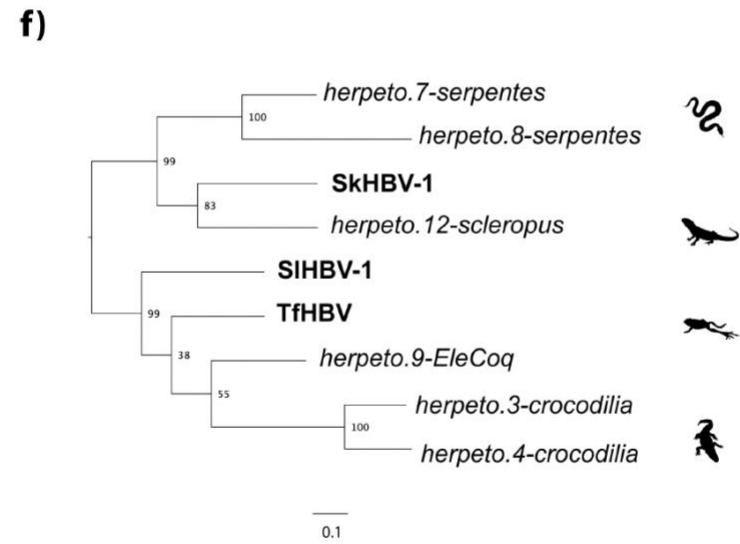 f)
herpeto.7-serpentes
100
herpeto.8-serpentes
99
SkHBV-1
83
herpeto.12-scleropus
SlHBV-1
99
TfHBV
38
herpeto.9-EleCoq
55
herpeto.3-crocodilia
100
herpeto.4-crocodilia
0.1